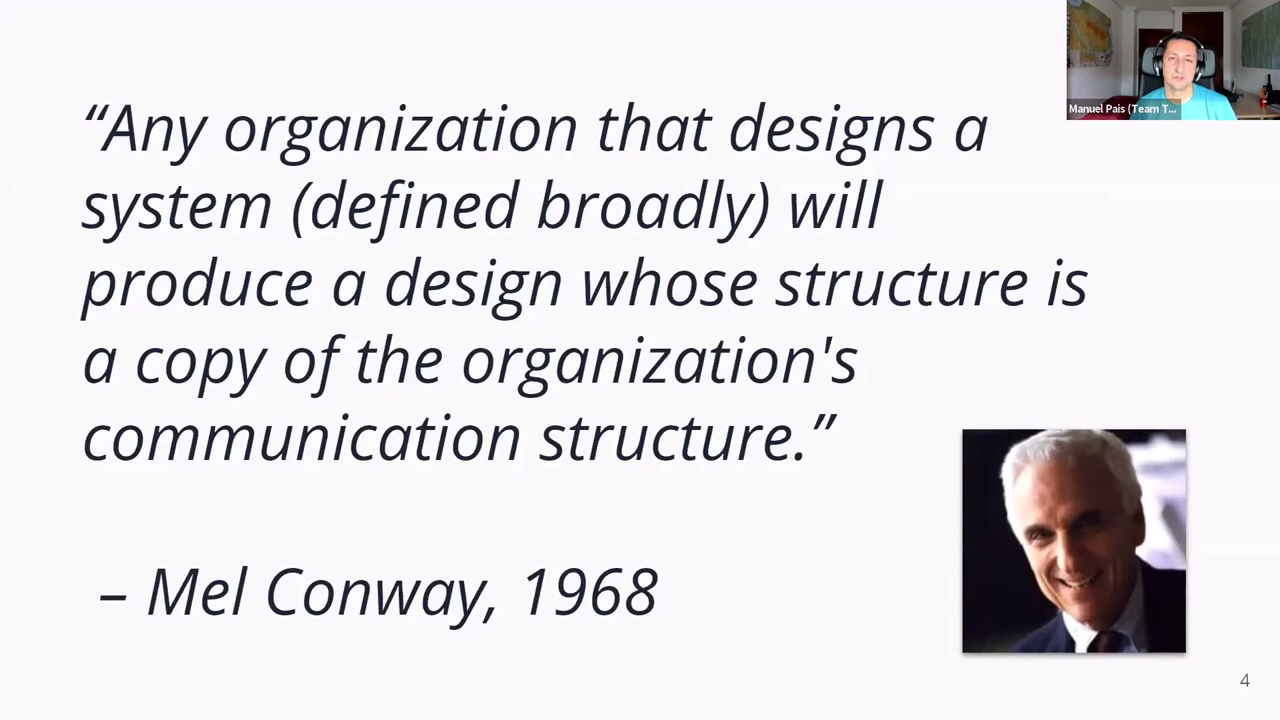 Manuel Pais (Team T...
“Any organization that designs a
system (defined broadly) will
produce a design whose structure is
a copy of the organization's
communication structure.”
– Mel Conway, 1968
4